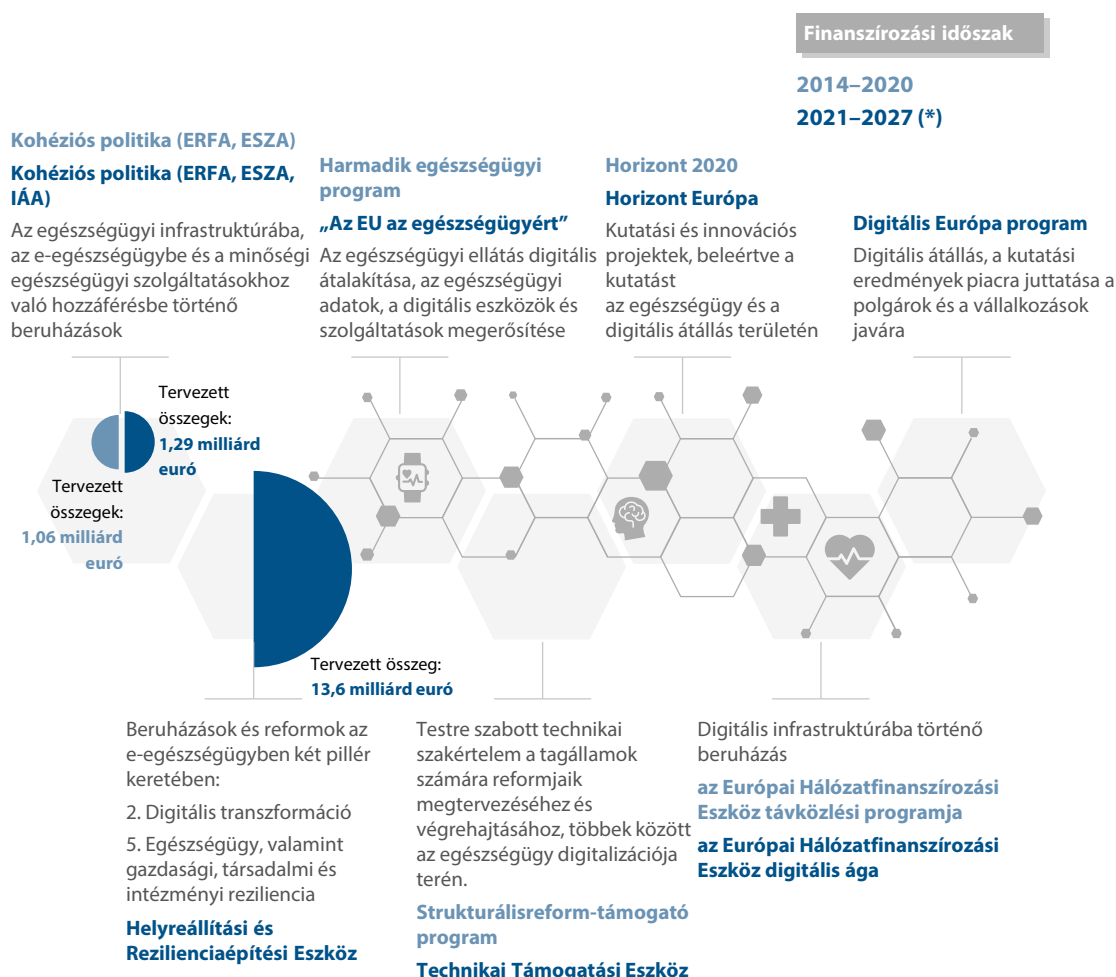 Finanszírozási időszak
2014–2020
2021–2027 (*)
Kohéziós politika (ERFA, ESZA)
Kohéziós politika (ERFA, ESZA,
IÁA)
Az egészségügyi infrastruktúrába,
az e-egészségügybe és a minőségi
egészségügyi szolgáltatásokhoz
való hozzáférésbe történő
beruházások
Harmadik egészségügyi
program
„Az EU az egészségügyért”
Az egészségügyi ellátás digitális
átalakítása, az egészségügyi
adatok, a digitális eszközök és
szolgáltatások megerősítése
Horizont 2020
Horizont Európa
Kutatási és innovációs
projektek, beleértve a
kutatást
az egészségügy és a
digitális átállás területén
Digitális Európa program
Digitális átállás, a kutatási
eredmények piacra juttatása a
polgárok és a vállalkozások
javára
Tervezett
összegek:
1,29 milliárd
euró
Tervezett
összegek:
1,06 milliárd
euró
Tervezett összeg:
13,6 milliárd euró
Beruházások és reformok az
e-egészségügyben két pillér
keretében:
2. Digitális transzformáció
5. Egészségügy, valamint
gazdasági, társadalmi és
intézményi reziliencia
Helyreállítási és
Rezilienciaépítési Eszköz
Testre szabott technikai
szakértelem a tagállamok
számára reformjaik
megtervezéséhez és
végrehajtásához, többek között
az egészségügy digitalizációja
terén.
Strukturálisreform-támogató
program
Technikai Támogatási Eszköz
Digitális infrastruktúrába történő
beruházás
az Európai Hálózatfinanszírozási
Eszköz távközlési programja
az Európai Hálózatfinanszírozási
Eszköz digitális ága